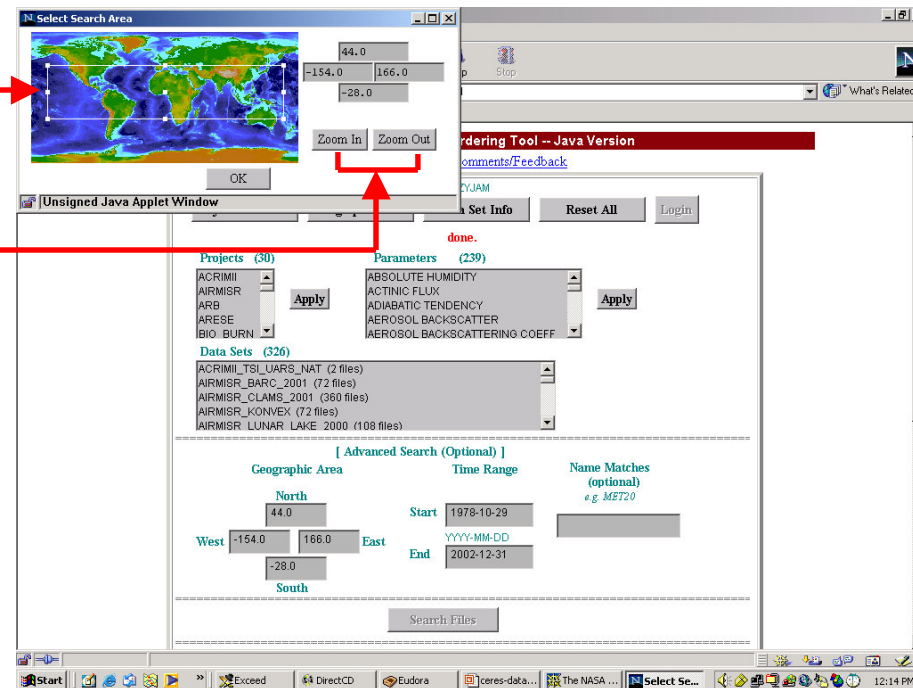 Select Search Area
44.0
-154.0 166.0
-28.0
Zoom In Zoom Out
OK
Unsigned Java Applet Window
Stop
What's Related
rdering Tool -- Java Version
omments/Feedback
ZYJAM
Set Info Reset All Login
done.
Projects (30) Parameters (239)
ACRIMII
AIRMISR
ARB
ARESE
BIO_BURN
Apply
ABSOLUTE HUMIDITY
ACTINIC FLUX
ADIABATIC TENDENCY
AEROSOL BACKSCATTER
AEROSOL BACKSCATTERING COEFF
Apply
Data Sets (326)
ACRIMII_TSI_UARS_NAT (2 files)
AIRMISR_BARC_2001 (72 files)
AIRMISR_CLAMS_2001 (360 files)
AIRMISR_KONVEX (72 files)
AIRMISR_LUNAR_LAKE_2000 (108 files)
[ Advanced Search (Optional) ]
Geographic Area Time Range Name Matches
(optional)
e.g. MET20
North
44.0
West -154.0 166.0 East
-28.0
South
Start 1978-10-29
YYYY-MM-DD
End 2002-12-31
Search Files
Start Exceed DirectCD Eudora ceres-data... The NASA ... Select Se... 12:14 PM